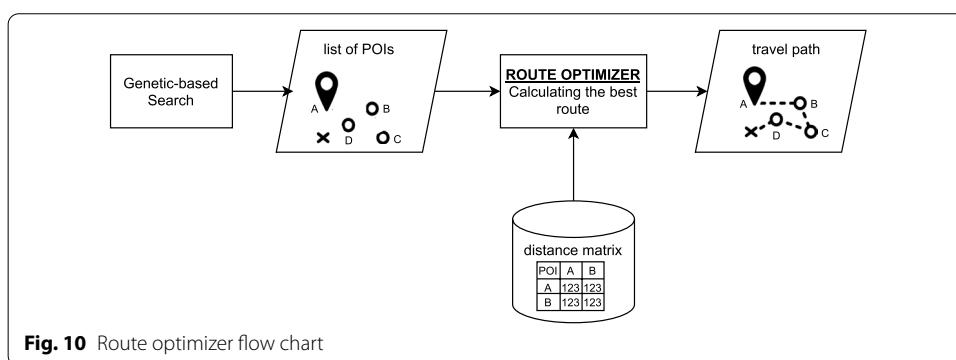 Genetic-based
Search
list of POIs
A
B
D
C
ROUTE OPTIMIZER
Calculating the best
route
travel path
A
B
D
C
distance matrix
POI A B
A 123 123
B 123 123
Fig. 10 Route optimizer flow chart